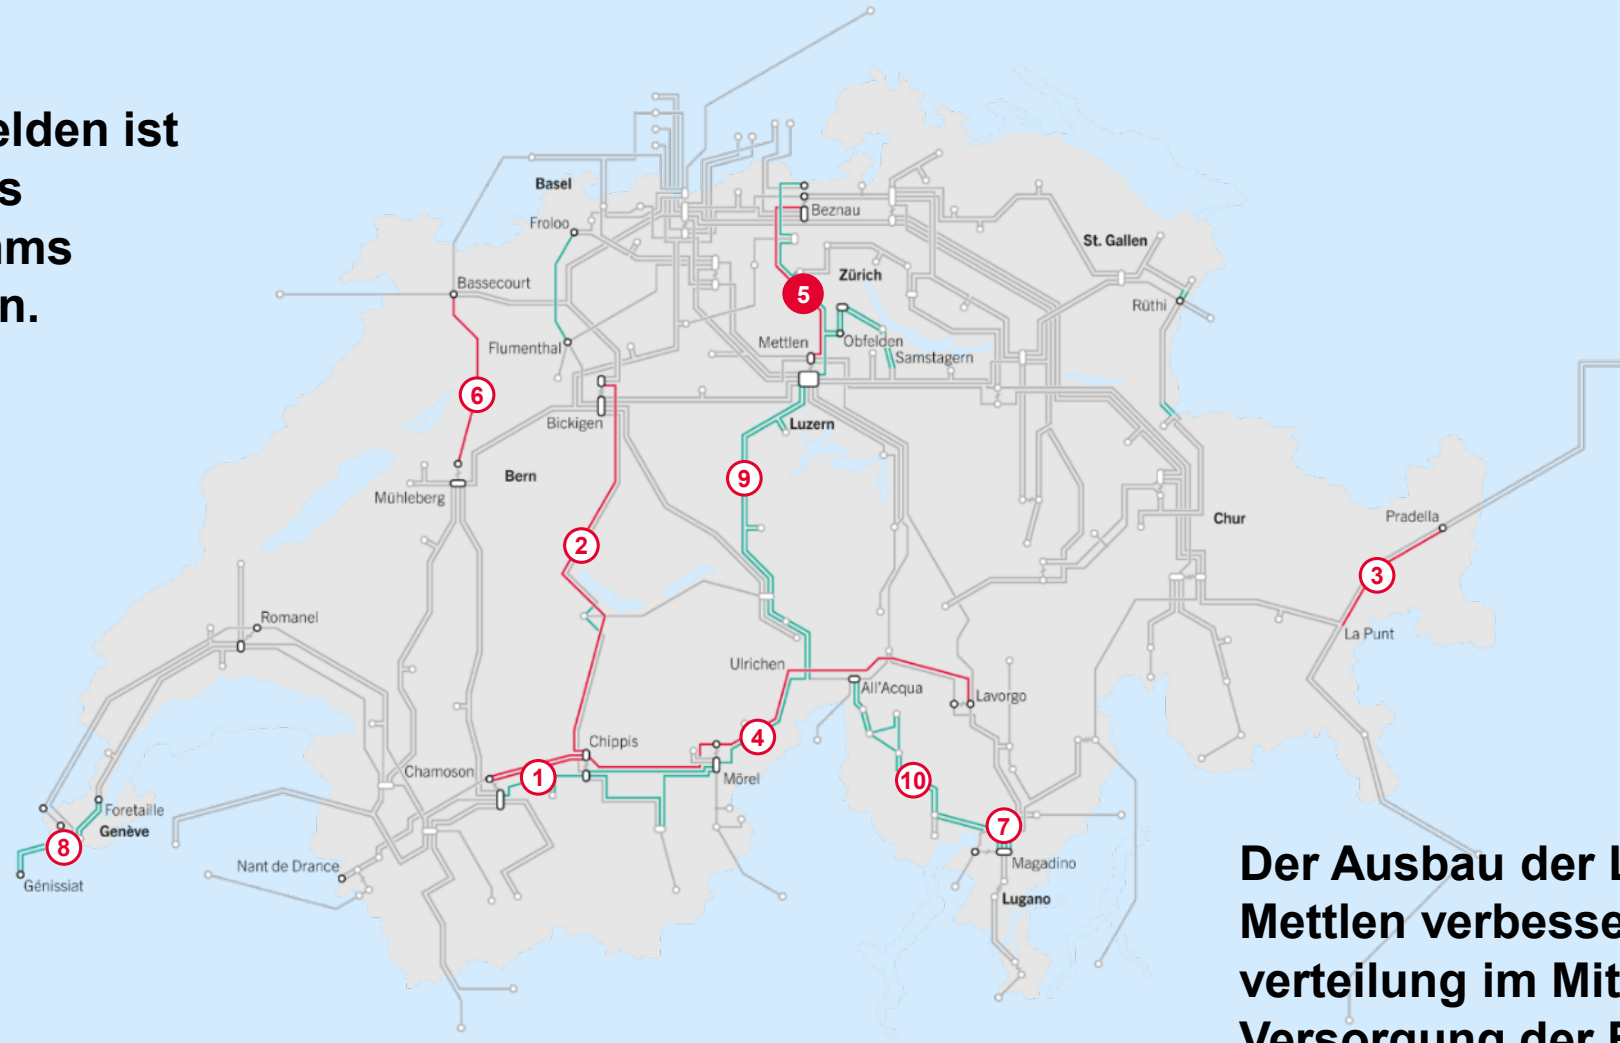 elden ist
s
ms
n.
Basel
Froloo
Beznau
St. Gallen
Zürich
Bassecourt
5
Rüthi
Flumenthal
Mettlen
Obfelden
Samstagern
6
Bickigen
Luzern
Bern
9
Mühleberg
Chur
Pradella
2
3
Romanel
La Punt
Ulrichen
All'Acqua
Lavorgo
4
Chippis
Chamoson
1
Mörel
10
Foretaille
Genève
7
8
Magadino
Nant de Drance
Génissiat
Lugano
Der Ausbau der L
Mettlen verbesse
verteilung im Mit
Versorgung der